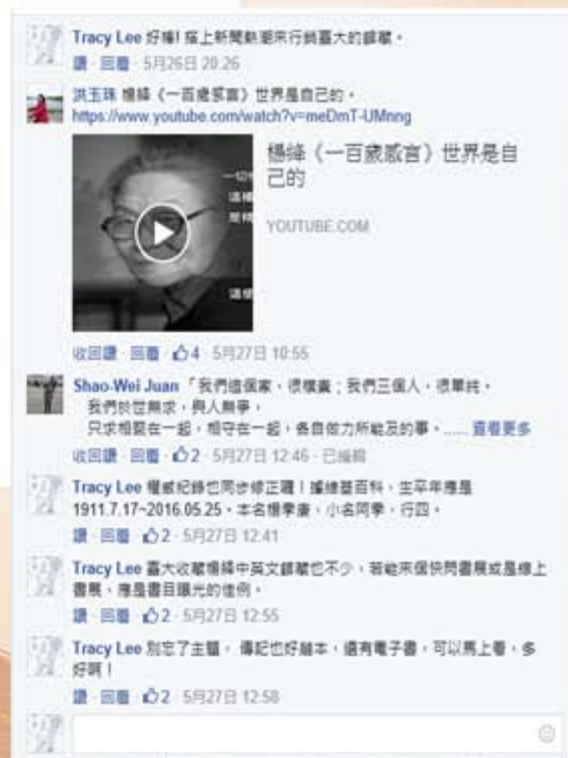 Tracy Lee 好棒! 搭上新聞熱潮來行銷臺大的館藏。
讚 · 回覆 · 5月26日 20:26
洪玉珠 楊絳《一百歲感言》世界是自己的。
https://www.youtube.com/watch?v=meDmT-UMnng
楊絳《一百歲感言》世界是自
己的
YOUTUBE.COM
收回讚 · 回覆 · 4 · 5月27日 10:55
Shao-Wei Juan 「我們這個家,很樸素;我們三個人,很單純。
我們於世無求,與人無爭,
只求相聚在一起,相守在一起,各自做力所能及的事。...... 查看更多
收回讚 · 回覆 · 2 · 5月27日 12:46 · 已編輯
Tracy Lee 權威紀錄也同步修正囉!據維基百科,生卒年應是
1911.7.17~2016.05.25。本名楊季康,小名阿季,行四。
讚 · 回覆 · 2 · 5月27日 12:41
Tracy Lee 臺大收藏楊絳中英文館藏也不少,若能來個快閃書展或是線上
書展,應是書目曝光的佳例。
讚 · 回覆 · 2 · 5月27日 12:55
Tracy Lee 別忘了主題, 傳記也好幾本,還有電子書,可以馬上看,多
好啊!
讚 · 回覆 · 2 · 5月27日 12:58